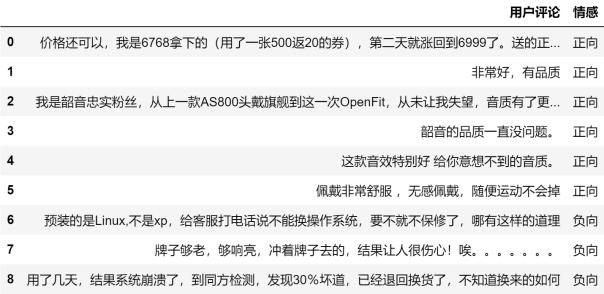 用户评论 情感
0 价格还可以，我是6768拿下的（用了一张500返20的券），第二天就涨回到6999了。送的正... 正向
1 非常好，有品质 正向
2 我是韶音忠实粉丝，从上一款AS800头戴旗舰到这一次OpenFit，从未让我失望，音质有了更... 正向
3 韶音的品质一直没问题。 正向
4 这款音效特别好 给你意想不到的音质。 正向
5 佩戴非常舒服 ，无感佩戴，随便运动不会掉 正向
6 预装的是Linux,不是xp，给客服打电话说不能换操作系统，要不就不保修了，哪有这样的道理 负向
7 牌子够老，够响亮，冲着牌子去的，结果让人很伤心！唉。。。。。。。 负向
8 用了几天，结果系统崩溃了，到同方检测，发现30%坏道，已经退回换货了，不知道换来的如何 负向